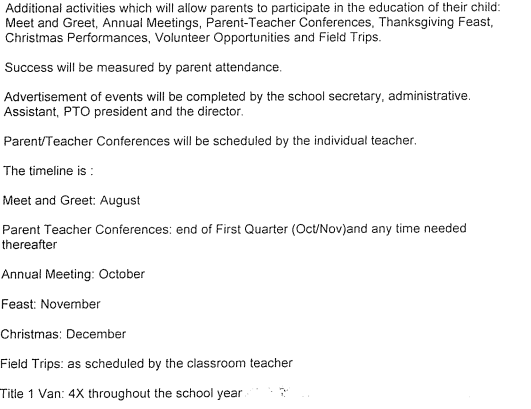 Additional activities which will allow parents to participate in the education of their child:
Meet and Greet, Annual Meetings, Parent-Teacher Conferences, Thanksgiving Feast,
Christmas Performances, Volunteer Opportunities and Field Trips.
Success will be measured by parent attendance.
Advertisement of events will be completed by the school secretary, administrative.
Assistant, PTO president and the director.
Parent/Teacher Conferences will be scheduled by the individual teacher.
The timeline is :
Meet and Greet: August
Parent Teacher Conferences: end of First Quarter (Oct/Nov)and any time needed
thereafter
Annual Meeting: October
Feast: November
Christmas: December
Field Trips: as scheduled by the classroom teacher
Title 1 Van: 4X throughout the school year